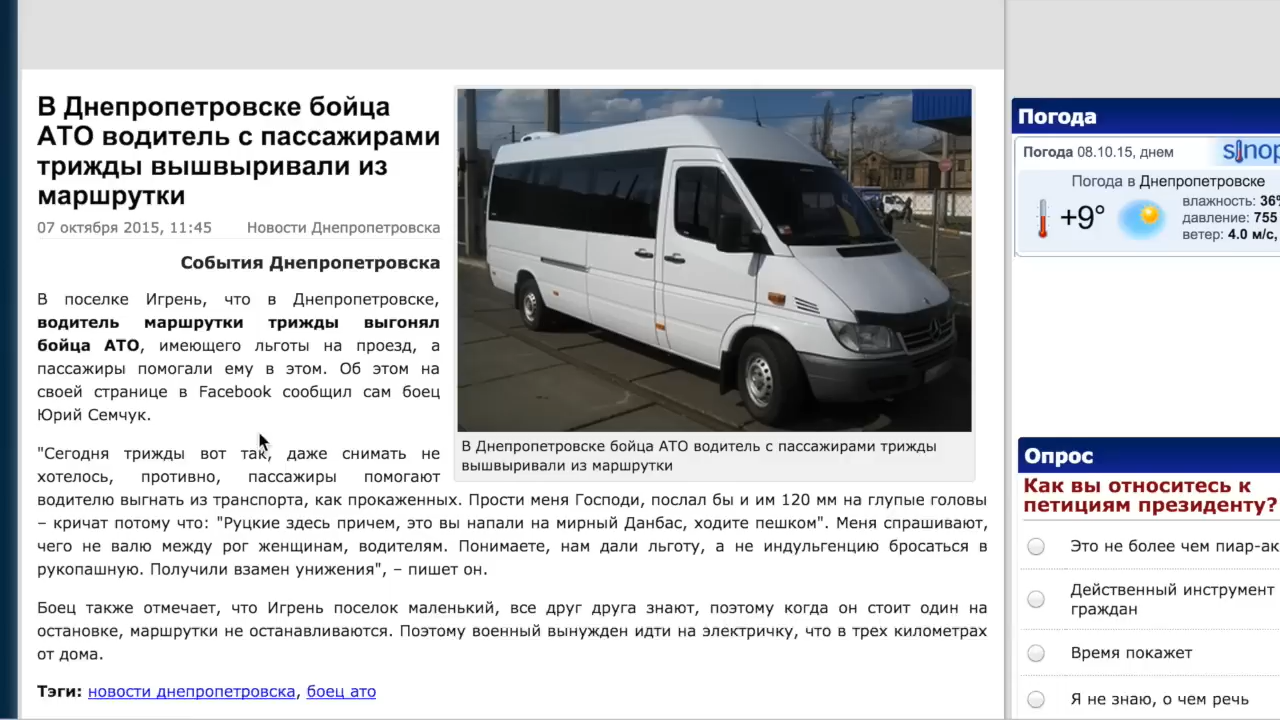 В Днепропетровске бойца
АТО водитель с пассажирами
трижды вышвыривали из
маршрутки
07 октября 2015, 11:45
Новости Днепропетровска
События Днепропетровска
В поселке Игрень, что в Днепропетровске,
водитель маршрутки трижды выгонял
бойца АТО, имеющего льготы на проезд, а
пассажиры помогали ему в этом. Об этом на
своей странице в Facebook сообщил сам боец
Юрий Семчук.
"Сегодня трижды вот так, даже снимать не
хотелось, противно, пассажиры помогают
водителю выгнать из транспорта, как прокаженных. Прости меня Господи, послал бы и им 120 мм на глупые головы
– кричат потому что: "Руцкие здесь причем, это вы напали на мирный Данбас, ходите пешком". Меня спрашивают,
чего не валю между рог женщинам, водителям. Понимаете, нам дали льготу, а не индульгенцию бросаться в
рукопашную. Получили взамен унижения", – пишет он.
Боец также отмечает, что Игрень поселок маленький, все друг друга знают, поэтому когда он стоит один на
остановке, маршрутки не останавливаются. Поэтому военный вынужден идти на электричку, что в трех километрах
от дома.
Тэги: новости днепропетровска, боец ато
В Днепропетровске бойца АТО водитель с пассажирами трижды
вышвыривали из маршрутки
Погода
Погода 08.10.15, днем
sinop
Погода в Днепропетровске
+9°
влажность: 36%
давление: 755
ветер: 4.0 м/с,
Опрос
Как вы относитесь к
петициям президенту?
Это не более чем пиар-ак
Действенный инструмент
граждан
Время покажет
Я не знаю, о чем речь